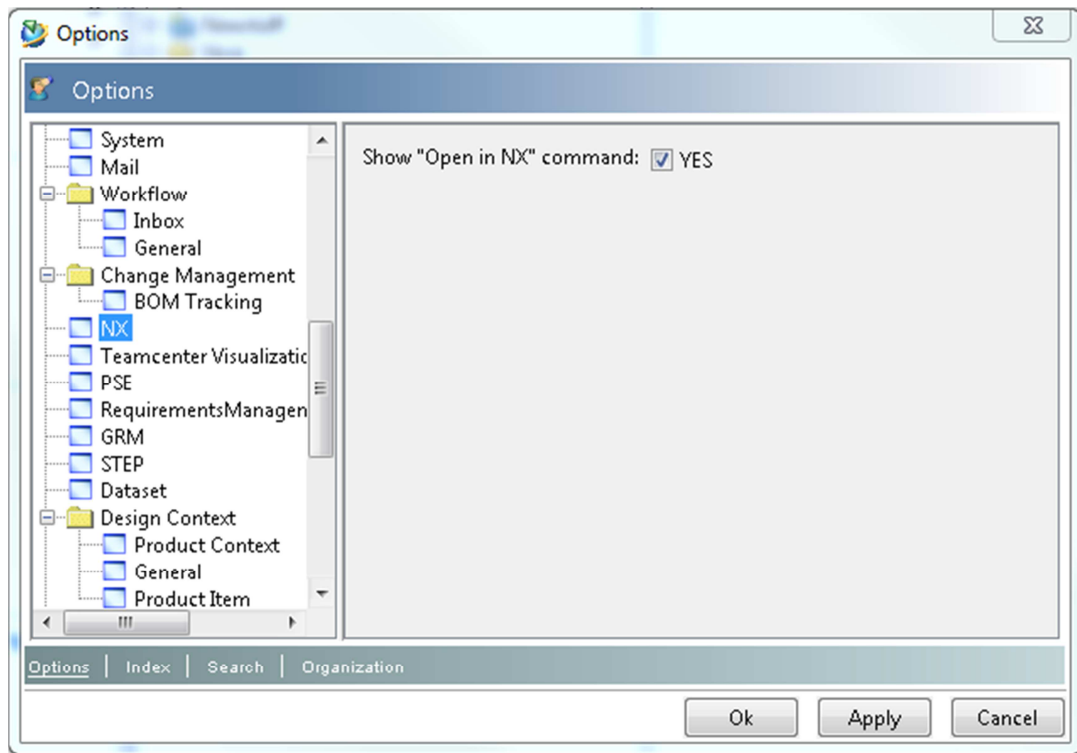 Options
Options
System
Mail
Workflow
Inbox
General
Change Management
BOM Tracking
NX
Teamcenter Visualizatic
PSE
RequirementsManagen
GRM
STEP
Dataset
Design Context
Product Context
General
Product Item
Show "Open in NX" command: YES
Options | Index | Search | Organization
Ok Apply Cancel